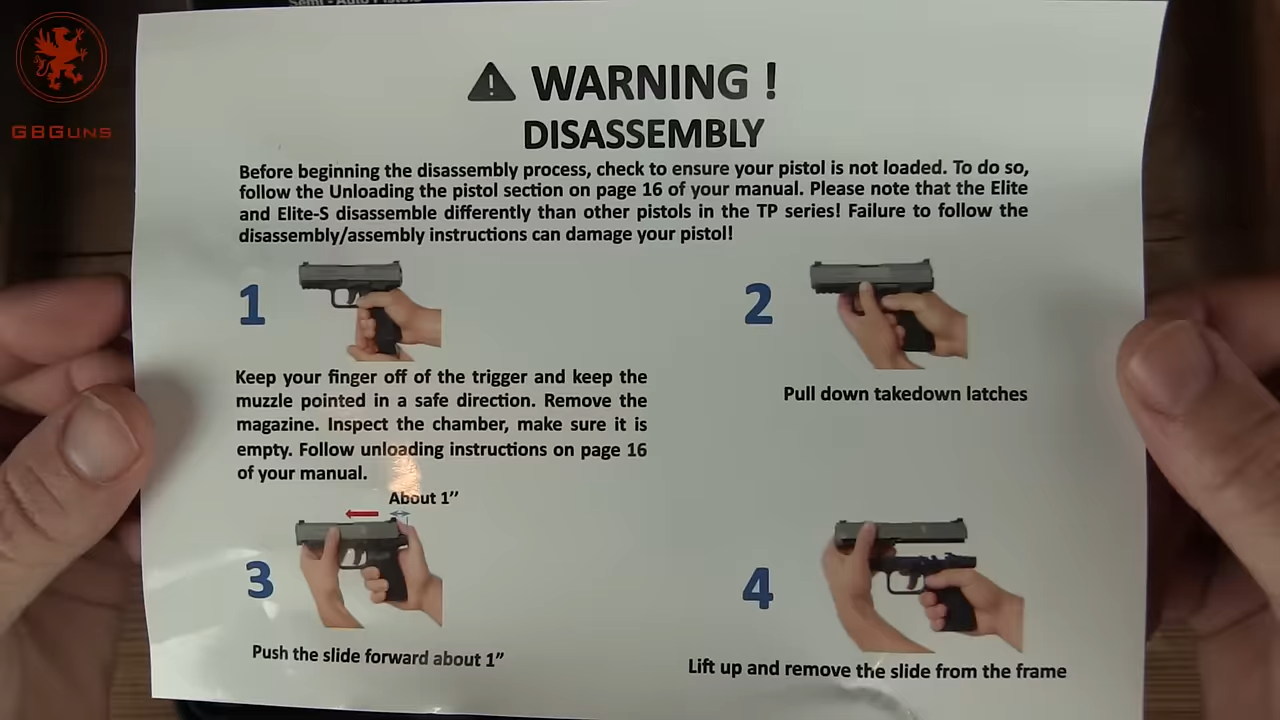 Semi - Auto Pistols
GBGuns
WARNING !
DISASSEMBLY
Before beginning the disassembly process, check to ensure your pistol is not loaded. To do so,
follow the Unloading the pistol section on page 16 of your manual. Please note that the Elite
and Elite-S disassemble differently than other pistols in the TP series! Failure to follow the
disassembly/assembly instructions can damage your pistol!
1
2
Keep your finger off of the trigger and keep the
muzzle pointed in a safe direction. Remove the
magazine. Inspect the chamber, make sure it is
empty. Follow unloading instructions on page 16
of your manual.
Pull down takedown latches
About 1”
3
4
Push the slide forward about 1”
Lift up and remove the slide from the frame